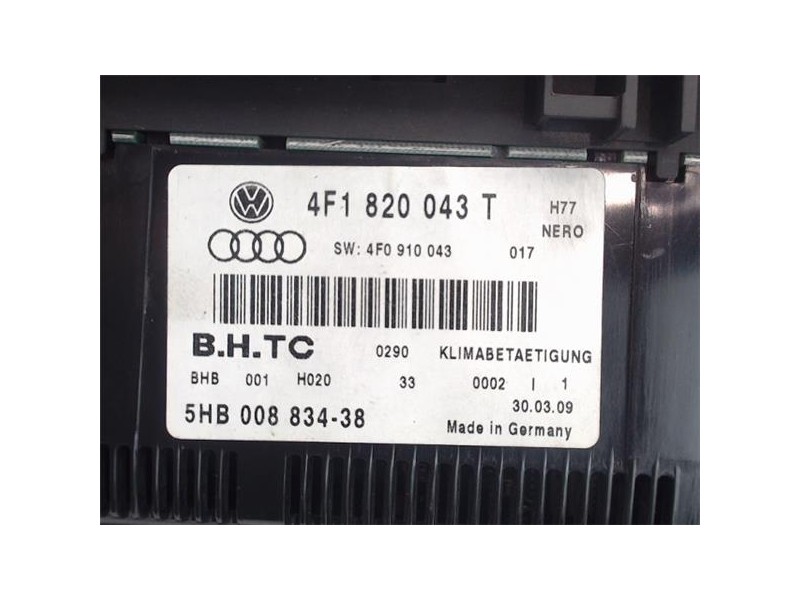 4F1 820 043 T H77
NERO
SW: 4F0 910 043 017
B.H.TC 0290 KLIMABETAETIGUNG
BHB 001 H020 33 0002 I 1
30.03.09
5HB 008 834-38 Made in Germany